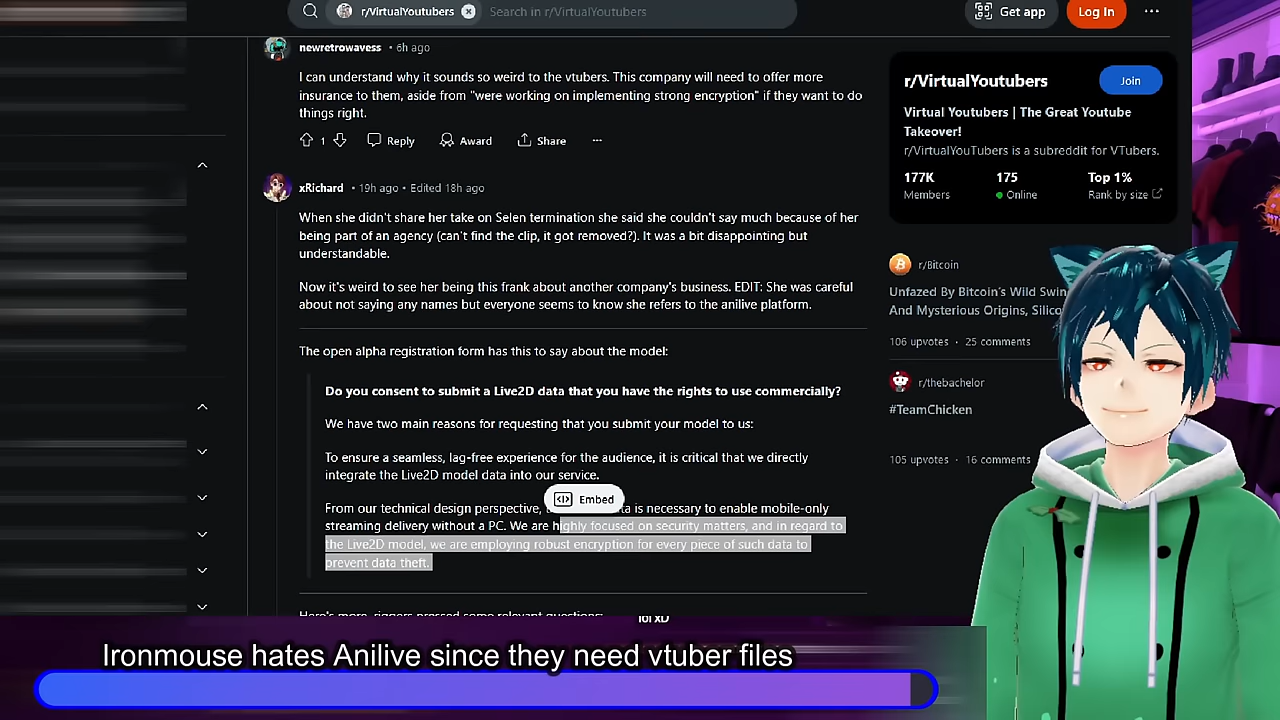 r/VirtualYoutubers
Search in r/VirtualYoutubers
Get app
Log In
newretrowavess • 6h ago
I can understand why it sounds so weird to the vtubers. This company will need to offer more
insurance to them, aside from "were working on implementing strong encryption" if they want to do
things right.
1
Reply
Award
Share
xRichard • 19h ago • Edited 18h ago
When she didn't share her take on Selen termination she said she couldn't say much because of her
being part of an agency (can't find the clip, it got removed?). It was a bit disappointing but
understandable.
Now it's weird to see her being this frank about another company's business. EDIT: She was careful
about not saying any names but everyone seems to know she refers to the anilive platform.
The open alpha registration form has this to say about the model:
Do you consent to submit a Live2D data that you have the rights to use commercially?
We have two main reasons for requesting that you submit your model to us:
To ensure a seamless, lag-free experience for the audience, it is critical that we directly
integrate the Live2D model data into our service.
From our technical design perspective, is necessary to enable mobile-only
streaming delivery without a PC. We are highly focused on security matters, and in regard to
the Live2D model, we are employing robust encryption for every piece of such data to
prevent data theft.
Embed
Here's more, riggers pressed some relevant questions:
r/VirtualYoutubers
Join
Virtual Youtubers | The Great Youtube
Takeover!
r/VirtualYouTubers is a subreddit for VTubers.
177K
175
Top 1%
Members
Online
Rank by size
r/Bitcoin
Unfazed By Bitcoin's Wild
And Mysterious Origins,
106 upvotes • 25 comments
r/thebachelor
#TeamChicken
105 upvotes • 16 comments
lol xD
Ironmouse hates Anilive since they need vtuber files